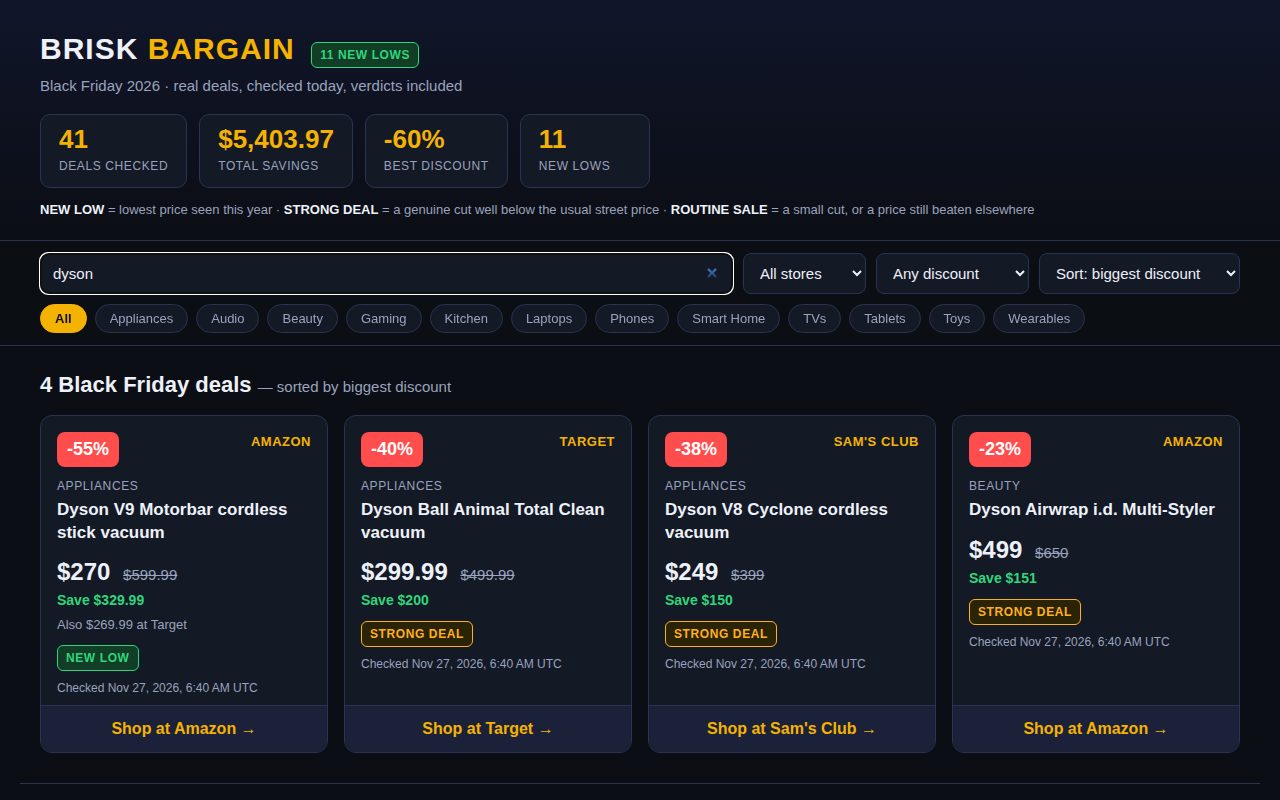 BRISK BARGAIN 11 NEW LOWS
Black Friday 2026 · real deals, checked today, verdicts included
41
DEALS CHECKED
$5,403.97
TOTAL SAVINGS
-60%
BEST DISCOUNT
11
NEW LOWS
NEW LOW = lowest price seen this year · STRONG DEAL = a genuine cut well below the usual street price · ROUTINE SALE = a small cut, or a price still beaten elsewhere
dyson
All stores
Any discount
Sort: biggest discount
All
Appliances
Audio
Beauty
Gaming
Kitchen
Laptops
Phones
Smart Home
TVs
Tablets
Toys
Wearables
4 Black Friday deals — sorted by biggest discount
-55%
AMAZON
APPLIANCES
Dyson V9 Motorbar cordless
stick vacuum
$270 $599.99
Save $329.99
Also $269.99 at Target
NEW LOW
Checked Nov 27, 2026, 6:40 AM UTC
Shop at Amazon →
-40%
TARGET
APPLIANCES
Dyson Ball Animal Total Clean
vacuum
$299.99 $499.99
Save $200
STRONG DEAL
Checked Nov 27, 2026, 6:40 AM UTC
Shop at Target →
-38%
SAM'S CLUB
APPLIANCES
Dyson V8 Cyclone cordless
vacuum
$249 $399
Save $150
STRONG DEAL
Checked Nov 27, 2026, 6:40 AM UTC
Shop at Sam's Club →
-23%
AMAZON
BEAUTY
Dyson Airwrap i.d. Multi-Styler
$499 $650
Save $151
STRONG DEAL
Checked Nov 27, 2026, 6:40 AM UTC
Shop at Amazon →